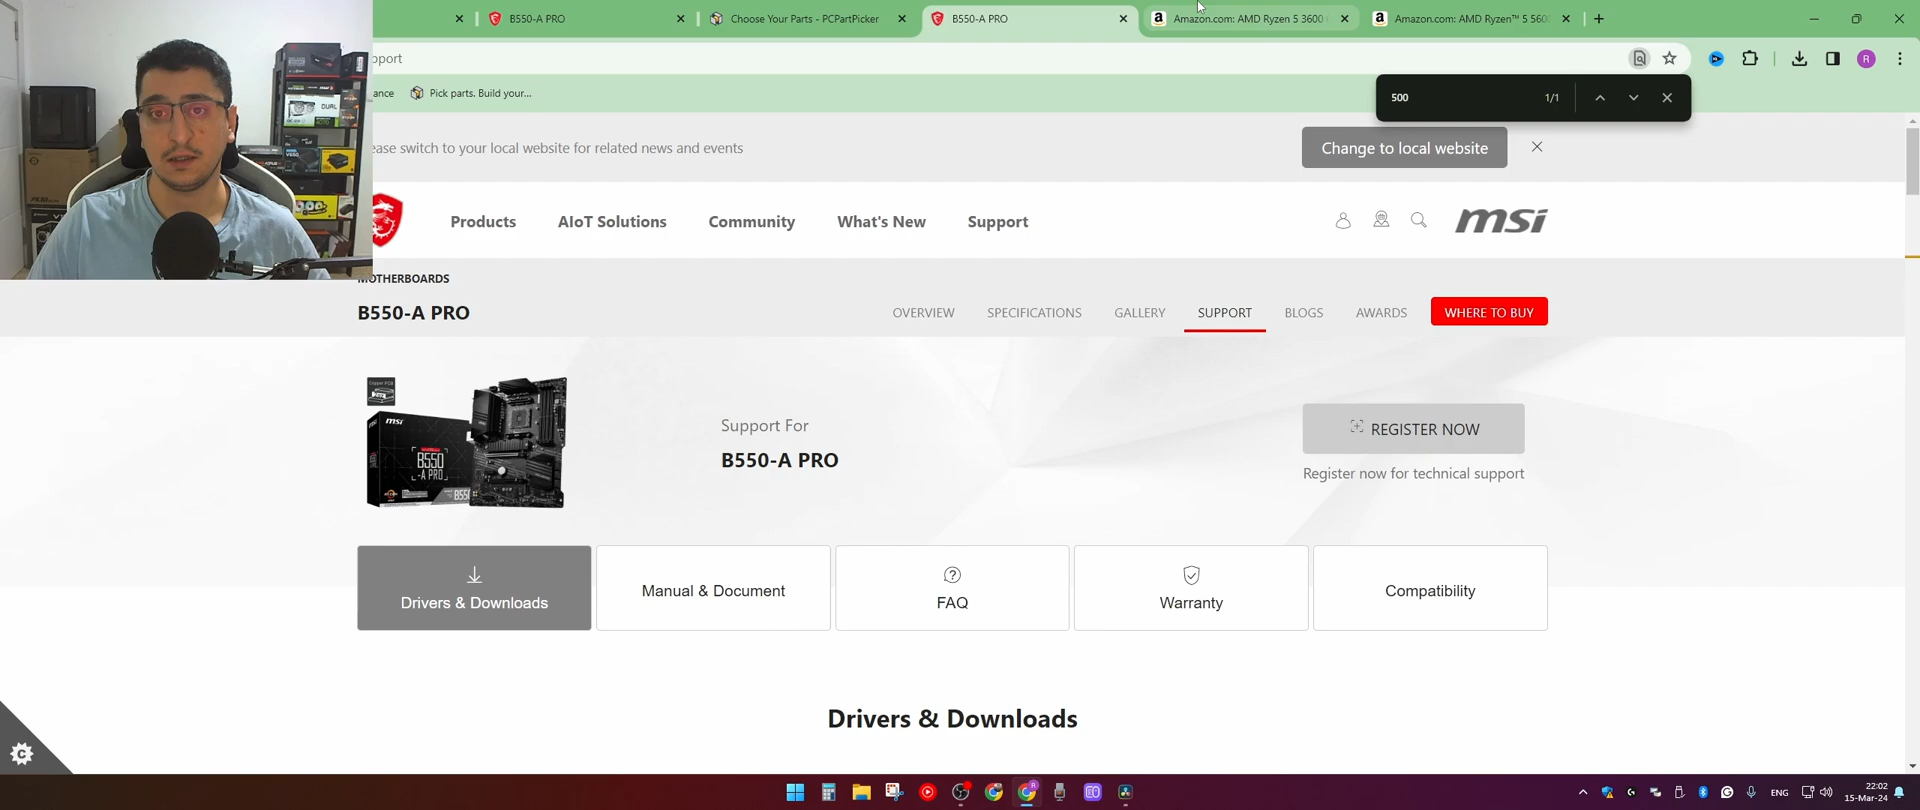 B550-A PRO
Choose Your Parts - PCPartPicker
B550-A PRO
Amazon.com: AMD Ryzen 5 3600
Amazon.com: AMD Ryzen™ 5 560
pport
R
ance
Pick parts. Build your...
500
1/1
ease switch to your local website for related news and events
Change to local website
Products
AIoT Solutions
Community
What's New
Support
msi
MOTHERBOARDS
B550-A PRO
OVERVIEW
SPECIFICATIONS
GALLERY
SUPPORT
BLOGS
AWARDS
WHERE TO BUY
msi
B550
-A PRO
Support For
B550-A PRO
REGISTER NOW
Register now for technical support
Drivers & Downloads
Manual & Document
FAQ
Warranty
Compatibility
Drivers & Downloads
ENG
22:02
15-Mar-24